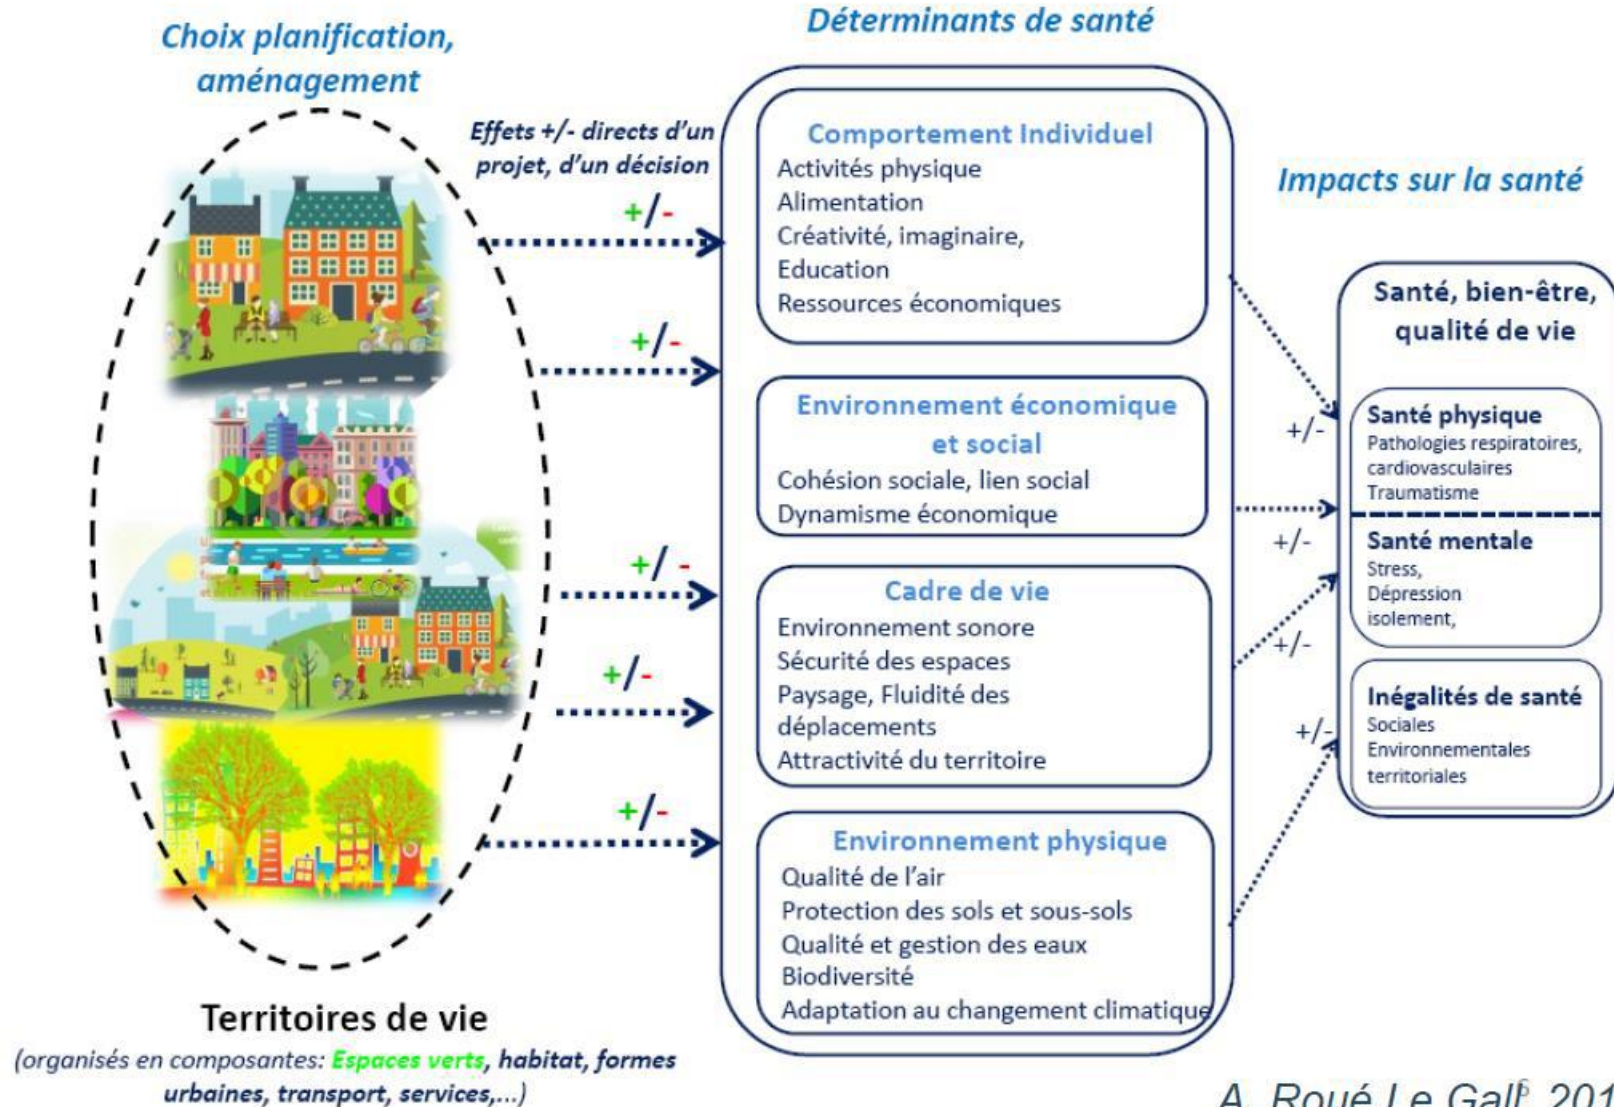 Choix planification,
aménagement
Effets +/- directs d'un
projet, d'un décision
+/-
+/-
+/-
+/-
+/-
Territoires de vie
(organisés en composantes: Espaces verts, habitat, formes
urbaines, transport, services,...)
Déterminants de santé
Comportement Individuel
Activités physique
Alimentation
Créativité, imaginaire,
Education
Ressources économiques
Environnement économique
et social
Cohésion sociale, lien social
Dynamisme économique
Cadre de vie
Environnement sonore
Sécurité des espaces
Paysage, Fluidité des
déplacements
Attractivité du territoire
Environnement physique
Qualité de l'air
Protection des sols et sous-sols
Qualité et gestion des eaux
Biodiversité
Adaptation au changement climatique
+/-
+/-
+/-
+/-
Impacts sur la santé
Santé, bien-être,
qualité de vie
Santé physique
Pathologies respiratoires,
cardiovasculaires
Traumatisme
Santé mentale
Stress,
Dépression
isolement,
Inégalités de santé
Sociales
Environnementales
territoriales
A. Roué Le Gall, 201